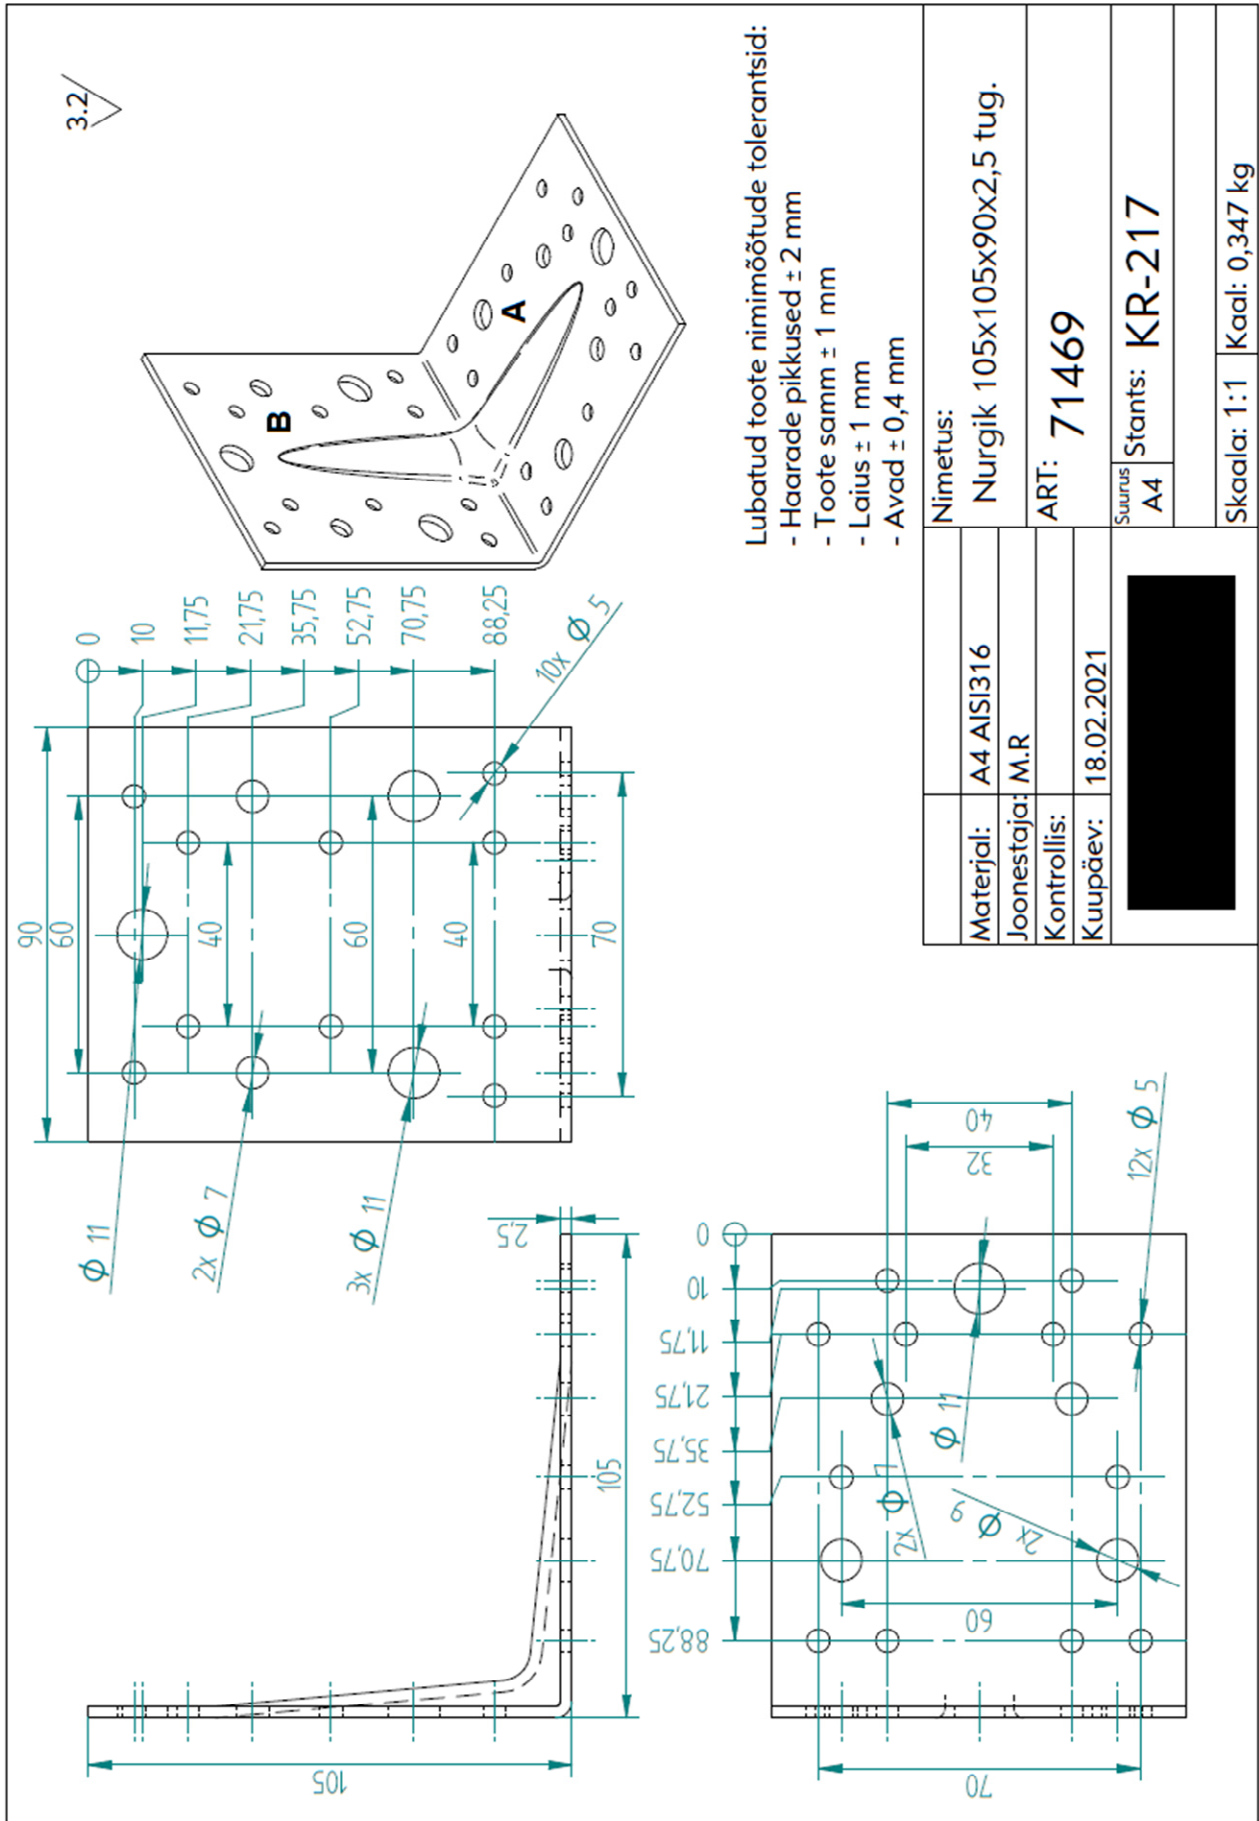 3.2
90
60
40
60
40
70
0
10
11,75
21,75
35,75
52,75
70,75
88,25
10x Ø 5
Ø 11
2x Ø 7
3x Ø 11
B
A
105
2,5
105
0
10
11,75
21,75
35,75
52,75
70,75
88,25
40
32
12x Ø 5
Ø 11
2x Ø 7
2x Ø 9
60
70
Lubatud toote nimimõõtude tolerantsid:
- Haarade pikkused ± 2 mm
- Toote samm ± 1 mm
- Laius ± 1 mm
- Avad ± 0,4 mm
Nimetus:
Nurgik 105x105x90x2,5 tug.
Materjal: A4 AISI316
Joonestaja: M.R
Kontrollis:
Kuupäev: 18.02.2021
ART: 71469
Suurus
A4
Stants: KR-217
Skaala: 1:1
Kaal: 0,347 kg